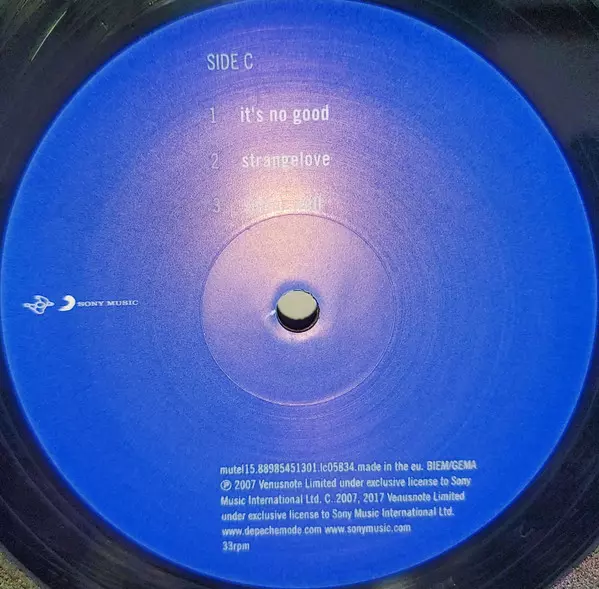 SIDE C
1 it's no good
2 strangelove
3
SONY MUSIC
mutel15.88985451301.lc05834.made in the eu. BIEM/GEMA
℗ 2007 Venusnote Limited under exclusive license to Sony
Music International Ltd. C. 2007, 2017 Venusnote Limited
under exclusive license to Sony Music International Ltd.
www.depechemode.com www.sonymusic.com
33rpm